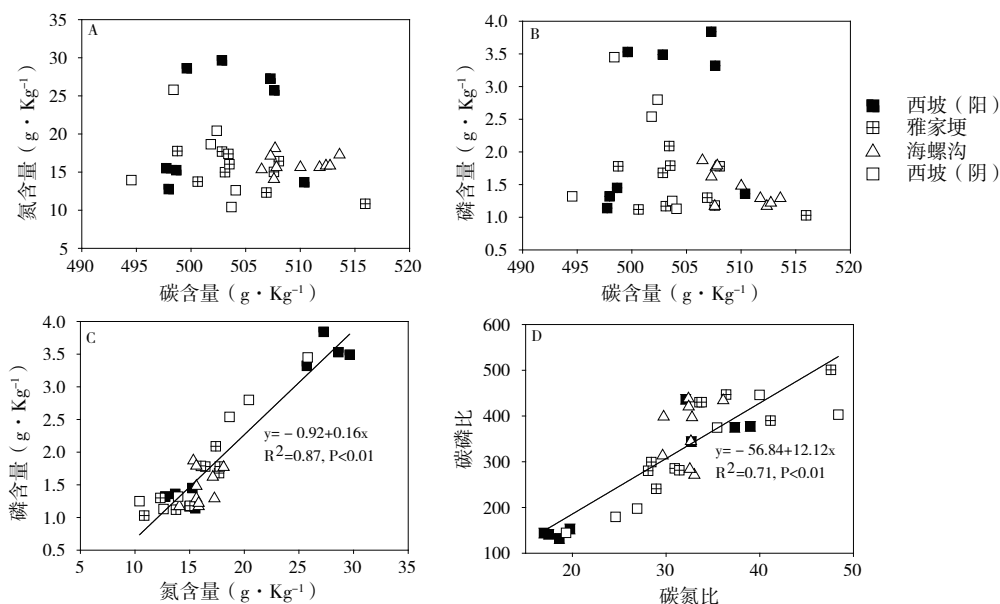 A
35
30
25
20
15
10
5
氮含量（g·Kg⁻¹）
490 495 500 505 510 515 520
碳含量（g·Kg⁻¹）
B
4.0
3.5
3.0
2.5
2.0
1.5
1.0
0.5
磷含量（g·Kg⁻¹）
490 495 500 505 510 515 520
碳含量（g·Kg⁻¹）
西坡（阳）
雅家埂
海螺沟
西坡（阴）
C
4.0
3.5
3.0
2.5
2.0
1.5
1.0
0.5
磷含量（g·Kg⁻¹）
y=－0.92+0.16x
R²=0.87, P<0.01
5 10 15 20 25 30 35
氮含量（g·Kg⁻¹）
D
600
500
400
300
200
100
碳磷比
y=－56.84+12.12x
R²=0.71, P<0.01
20 30 40 50
碳氮比